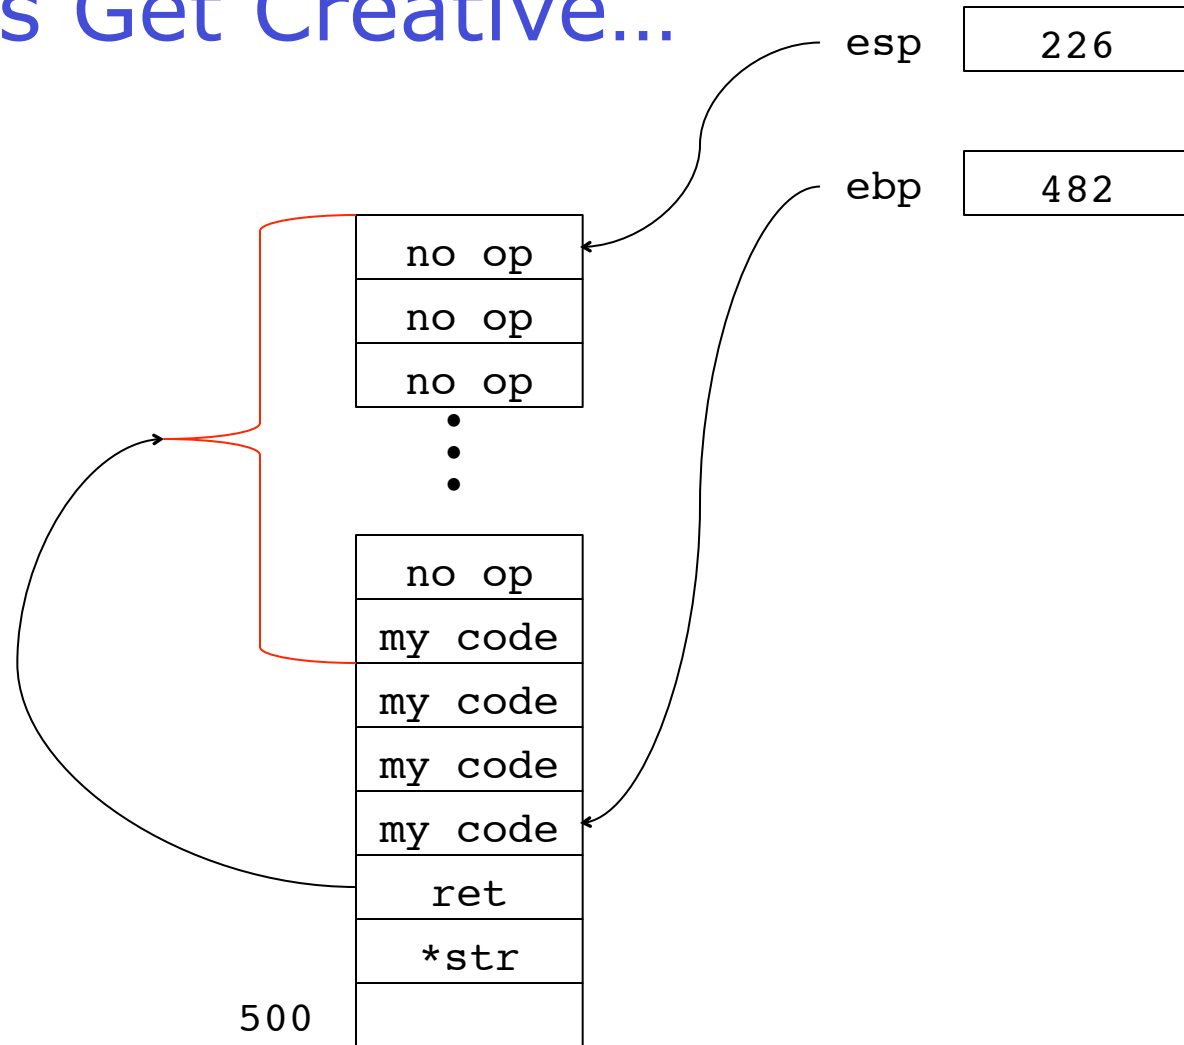 s Get Creative...
esp 226
ebp 482
no op
no op
no op
no op
my code
my code
my code
my code
ret
*str
500